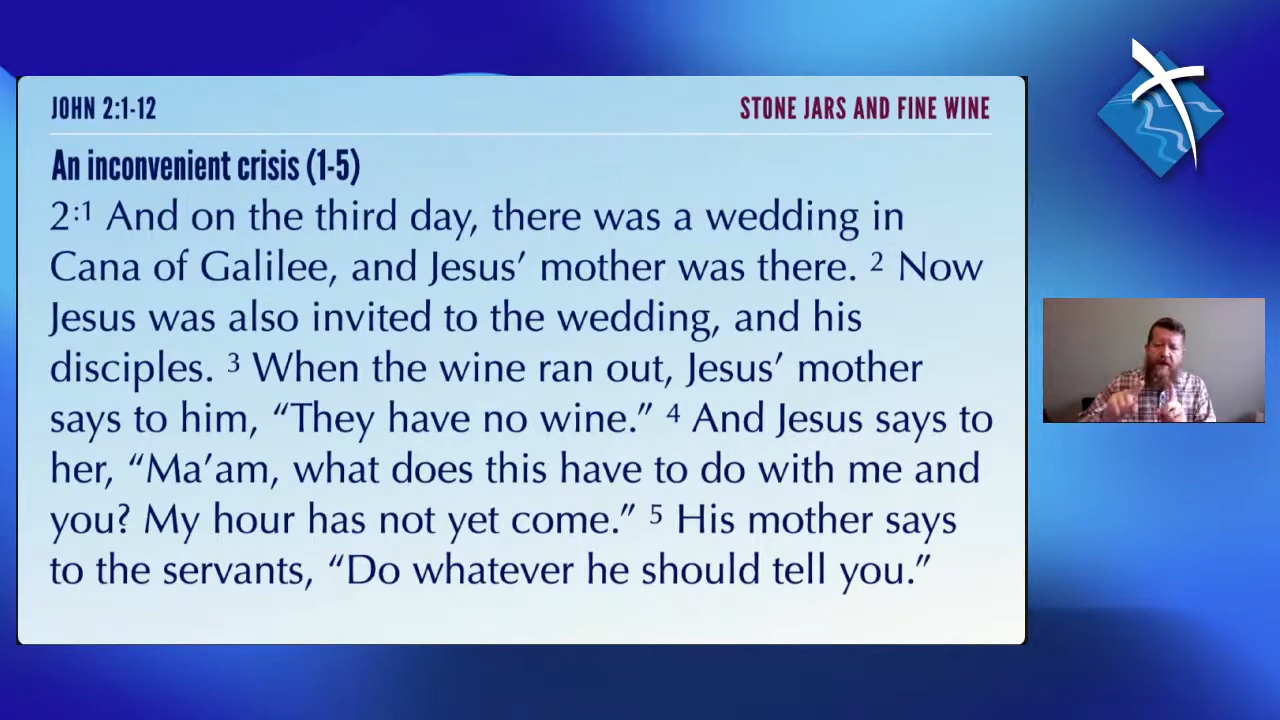 JOHN 2:1-12
STONE JARS AND FINE WINE
An inconvenient crisis (1-5)
2:1 And on the third day, there was a wedding in
Cana of Galilee, and Jesus’ mother was there. 2 Now
Jesus was also invited to the wedding, and his
disciples. 3 When the wine ran out, Jesus’ mother
says to him, “They have no wine.” 4 And Jesus says to
her, “Ma’am, what does this have to do with me and
you? My hour has not yet come.” 5 His mother says
to the servants, “Do whatever he should tell you.”